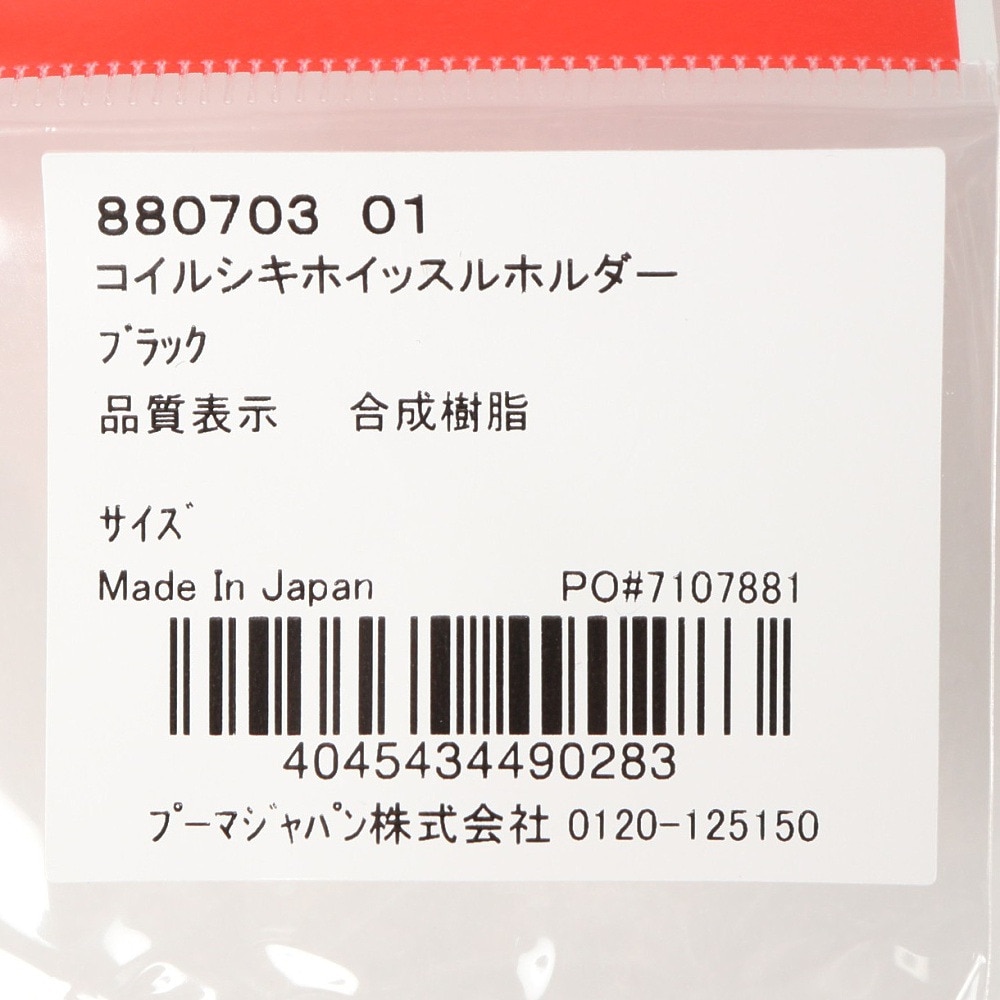 880703 01
コイルシキホイッスルホルダー
ﾌﾞﾗｯｸ
品質表示 合成樹脂
ｻｲｽﾞ
Made In Japan PO#7107881
4045434490283
ﾌﾟｰﾏｼﾞｬﾊﾟﾝ株式会社 0120-125150